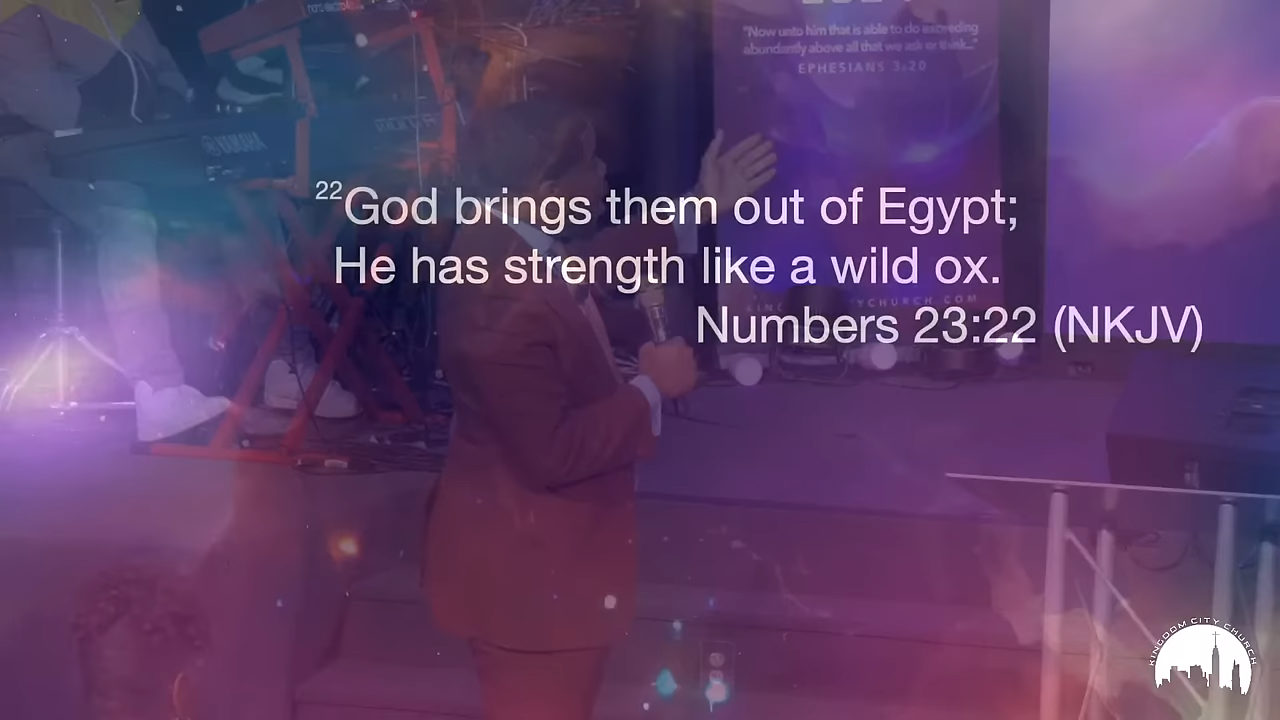 "Now unto him that is able to do exceeding
abundantly above all that we ask or think..."
EPHESIANS 3:20
YAMAHA
22God brings them out of Egypt;
He has strength like a wild ox.
Numbers 23:22 (NKJV)
KINGDOM CITY CHURCH